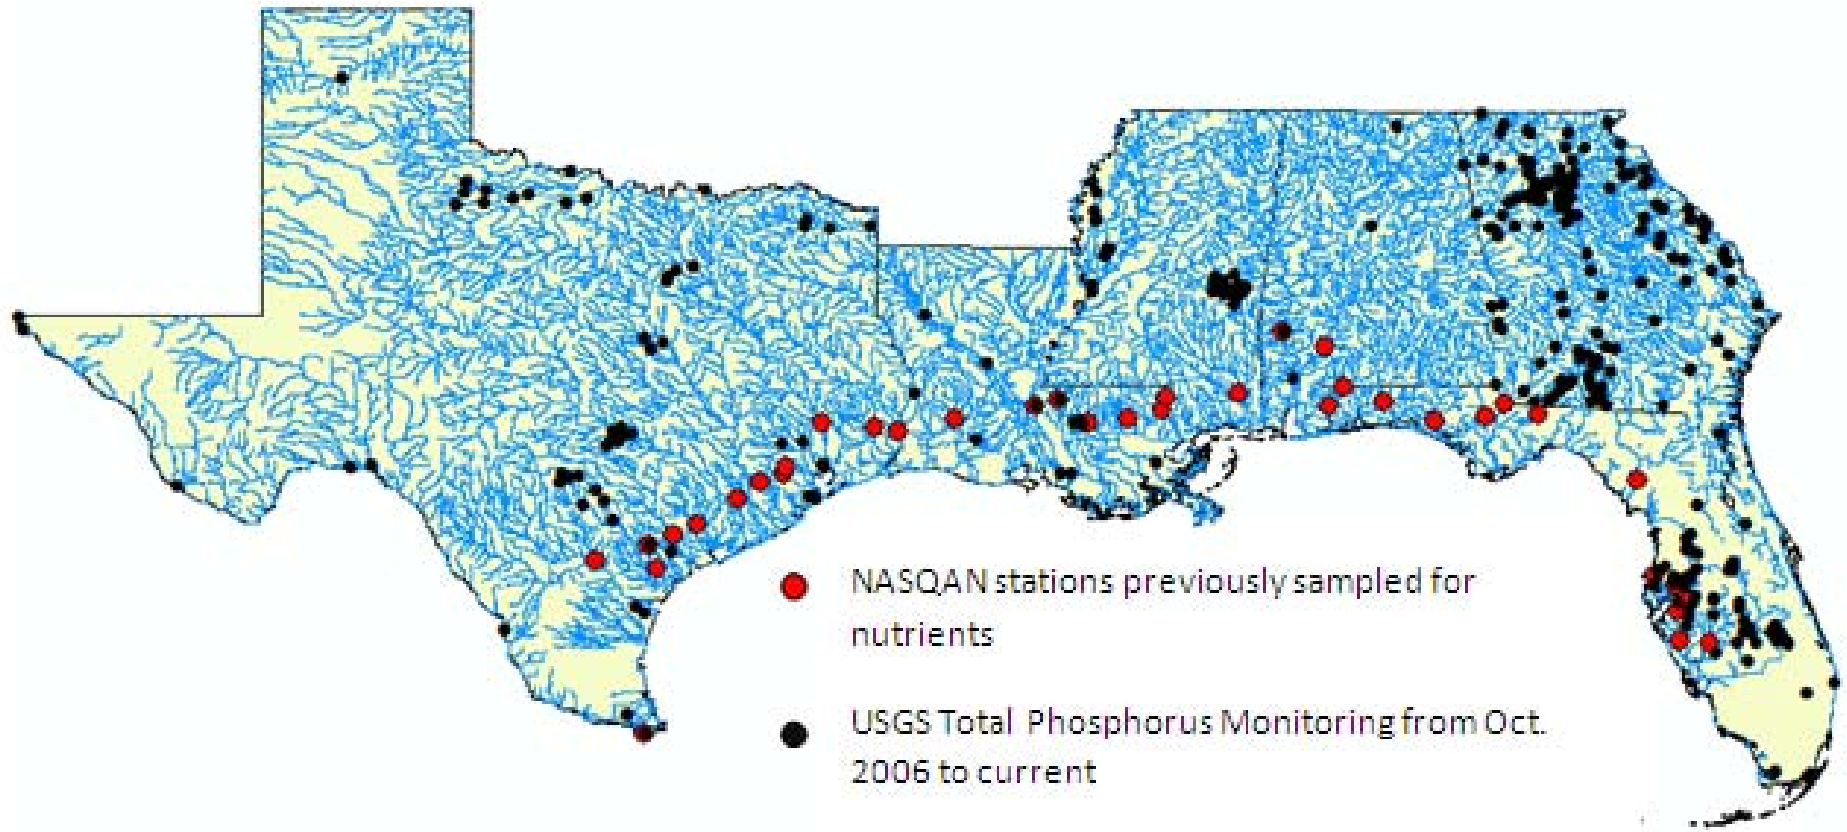 NASQAN stations previously sampled for
nutrients
USGS Total Phosphorus Monitoring from Oct.
2006 to current